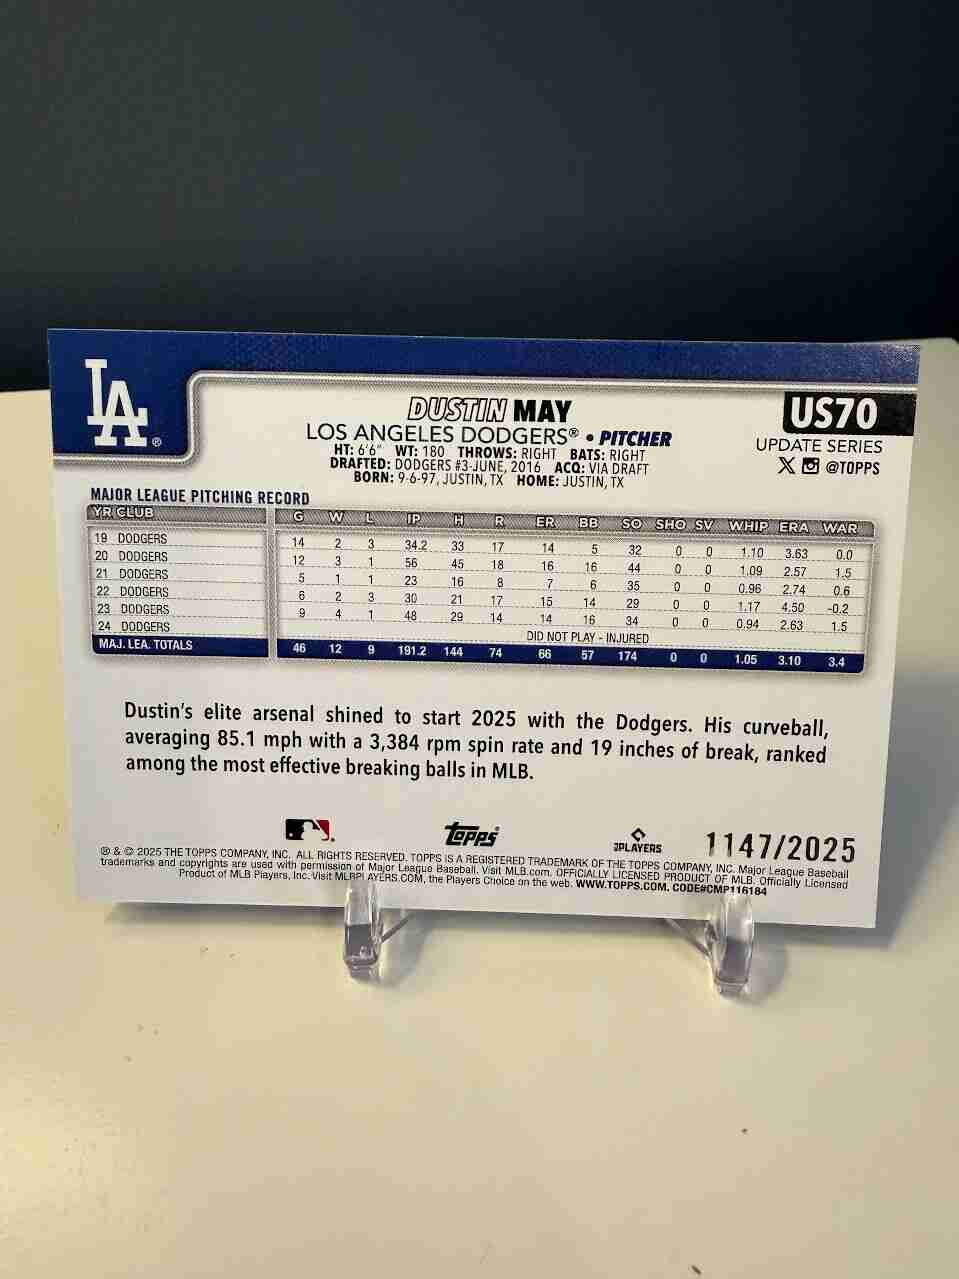 LA®
DUSTIN MAY
US70
LOS ANGELES DODGERS® • PITCHER
UPDATE SERIES
HT: 6'6" WT: 180 THROWS: RIGHT BATS: RIGHT
@TOPPS
DRAFTED: DODGERS #3-JUNE, 2016 ACQ: VIA DRAFT
BORN: 9-6-97, JUSTIN, TX HOME: JUSTIN, TX
MAJOR LEAGUE PITCHING RECORD
YR CLUB G W L IP H R ER BB SO SHO SV WHIP ERA WAR
19 DODGERS 14 2 3 34.2 33 17 14 5 32 0 0 1.10 3.63 0.0
20 DODGERS 12 3 1 56 45 18 16 16 44 0 0 1.09 2.57 1.5
21 DODGERS 5 1 1 23 16 8 7 6 35 0 0 0.96 2.74 0.6
22 DODGERS 6 2 3 30 21 17 15 14 29 0 0 1.17 4.50 -0.2
23 DODGERS 9 4 1 48 29 14 14 16 34 0 0 0.94 2.63 1.5
24 DODGERS DID NOT PLAY - INJURED
MAJ. LEA. TOTALS 46 12 9 191.2 144 74 66 57 174 0 0 1.05 3.10 3.4
Dustin's elite arsenal shined to start 2025 with the Dodgers. His curveball,
averaging 85.1 mph with a 3,384 rpm spin rate and 19 inches of break, ranked
among the most effective breaking balls in MLB.
topps
PLAYERS
1147/2025
® & © 2025 THE TOPPS COMPANY, INC. ALL RIGHTS RESERVED. TOPPS IS A REGISTERED TRADEMARK OF THE TOPPS COMPANY, INC. Major League Baseball
trademarks and copyrights are used with permission of Major League Baseball. Visit MLB.com. OFFICIALLY LICENSED PRODUCT OF MLB. Officially Licensed
Product of MLB Players, Inc. Visit MLBPLAYERS.COM, the Players Choice on the web. WWW.TOPPS.COM. CODE#CMP116184